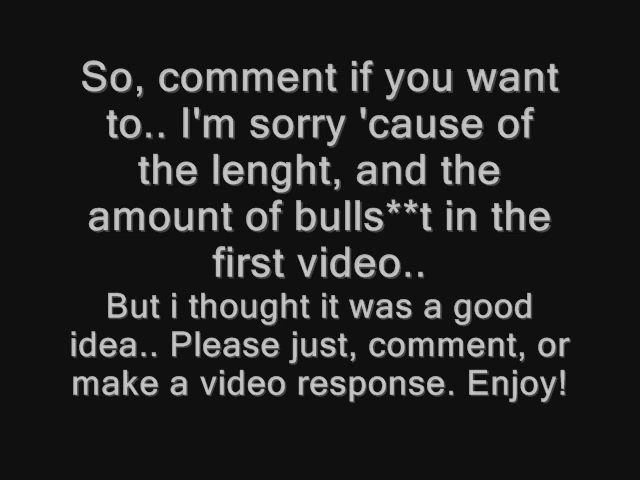 So, comment if you want
to.. I'm sorry 'cause of
the lenght, and the
amount of bulls**t in the
first video..
But i thought it was a good
idea.. Please just, comment, or
make a video response. Enjoy!